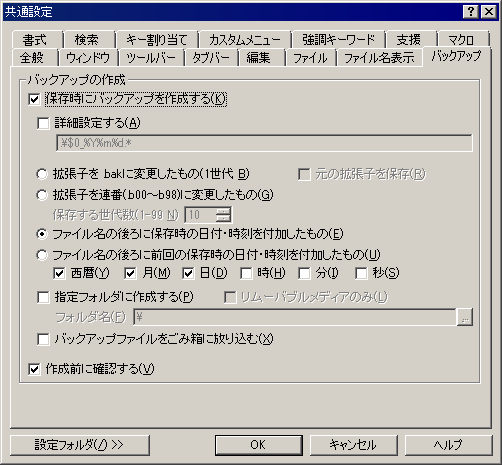 共通設定
書式 検索 キー割り当て カスタムメニュー 強調キーワード 支援 マクロ
全般 ウィンドウ ツールバー タブバー 編集 ファイル ファイル名表示 バックアップ
バックアップの作成
保存時にバックアップを作成する(K)
詳細設定する(A)
.¥$0_%Y%m%d.*
拡張子を .bakに変更したもの(1世代 B) 元の拡張子を保存(R)
拡張子を連番(.b00～b98)に変更したもの(G)
保存する世代数(1-99 N) 10
ファイル名の後ろに保存時の日付・時刻を付加したもの(E)
ファイル名の後ろに前回の保存時の日付・時刻を付加したもの(U)
西暦(Y) 月(M) 日(D) 時(H) 分(I) 秒(S)
指定フォルダに作成する(P) リムーバブルメディアのみ(L)
フォルダ名(F) ¥ ...
バックアップファイルをごみ箱に放り込む(X)
作成前に確認する(V)
設定フォルダ(/) >> OK キャンセル ヘルプ